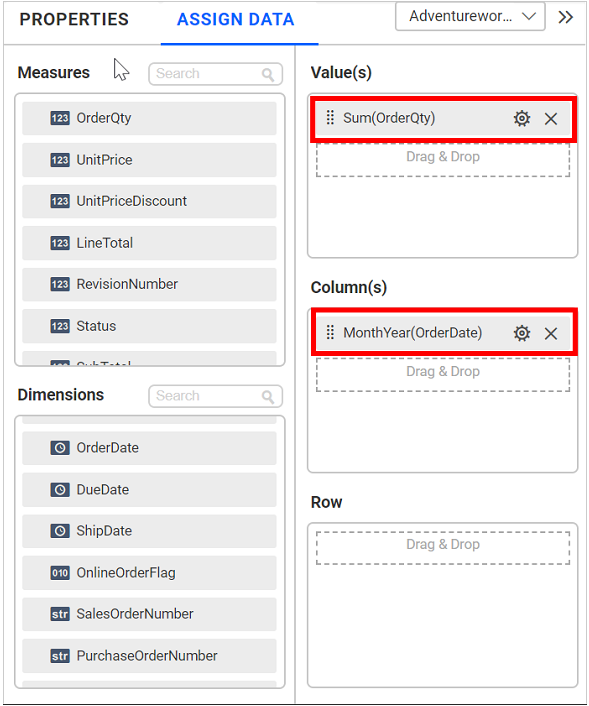 PROPERTIES
ASSIGN DATA
Adventurewor...
Measures
Search
123 OrderQty
123 UnitPrice
123 UnitPriceDiscount
123 LineTotal
123 RevisionNumber
123 Status
123 SubTotal
Dimensions
Search
OrderDate
DueDate
ShipDate
010 OnlineOrderFlag
str SalesOrderNumber
str PurchaseOrderNumber
Value(s)
Sum(OrderQty)
Drag & Drop
Column(s)
MonthYear(OrderDate)
Drag & Drop
Row
Drag & Drop